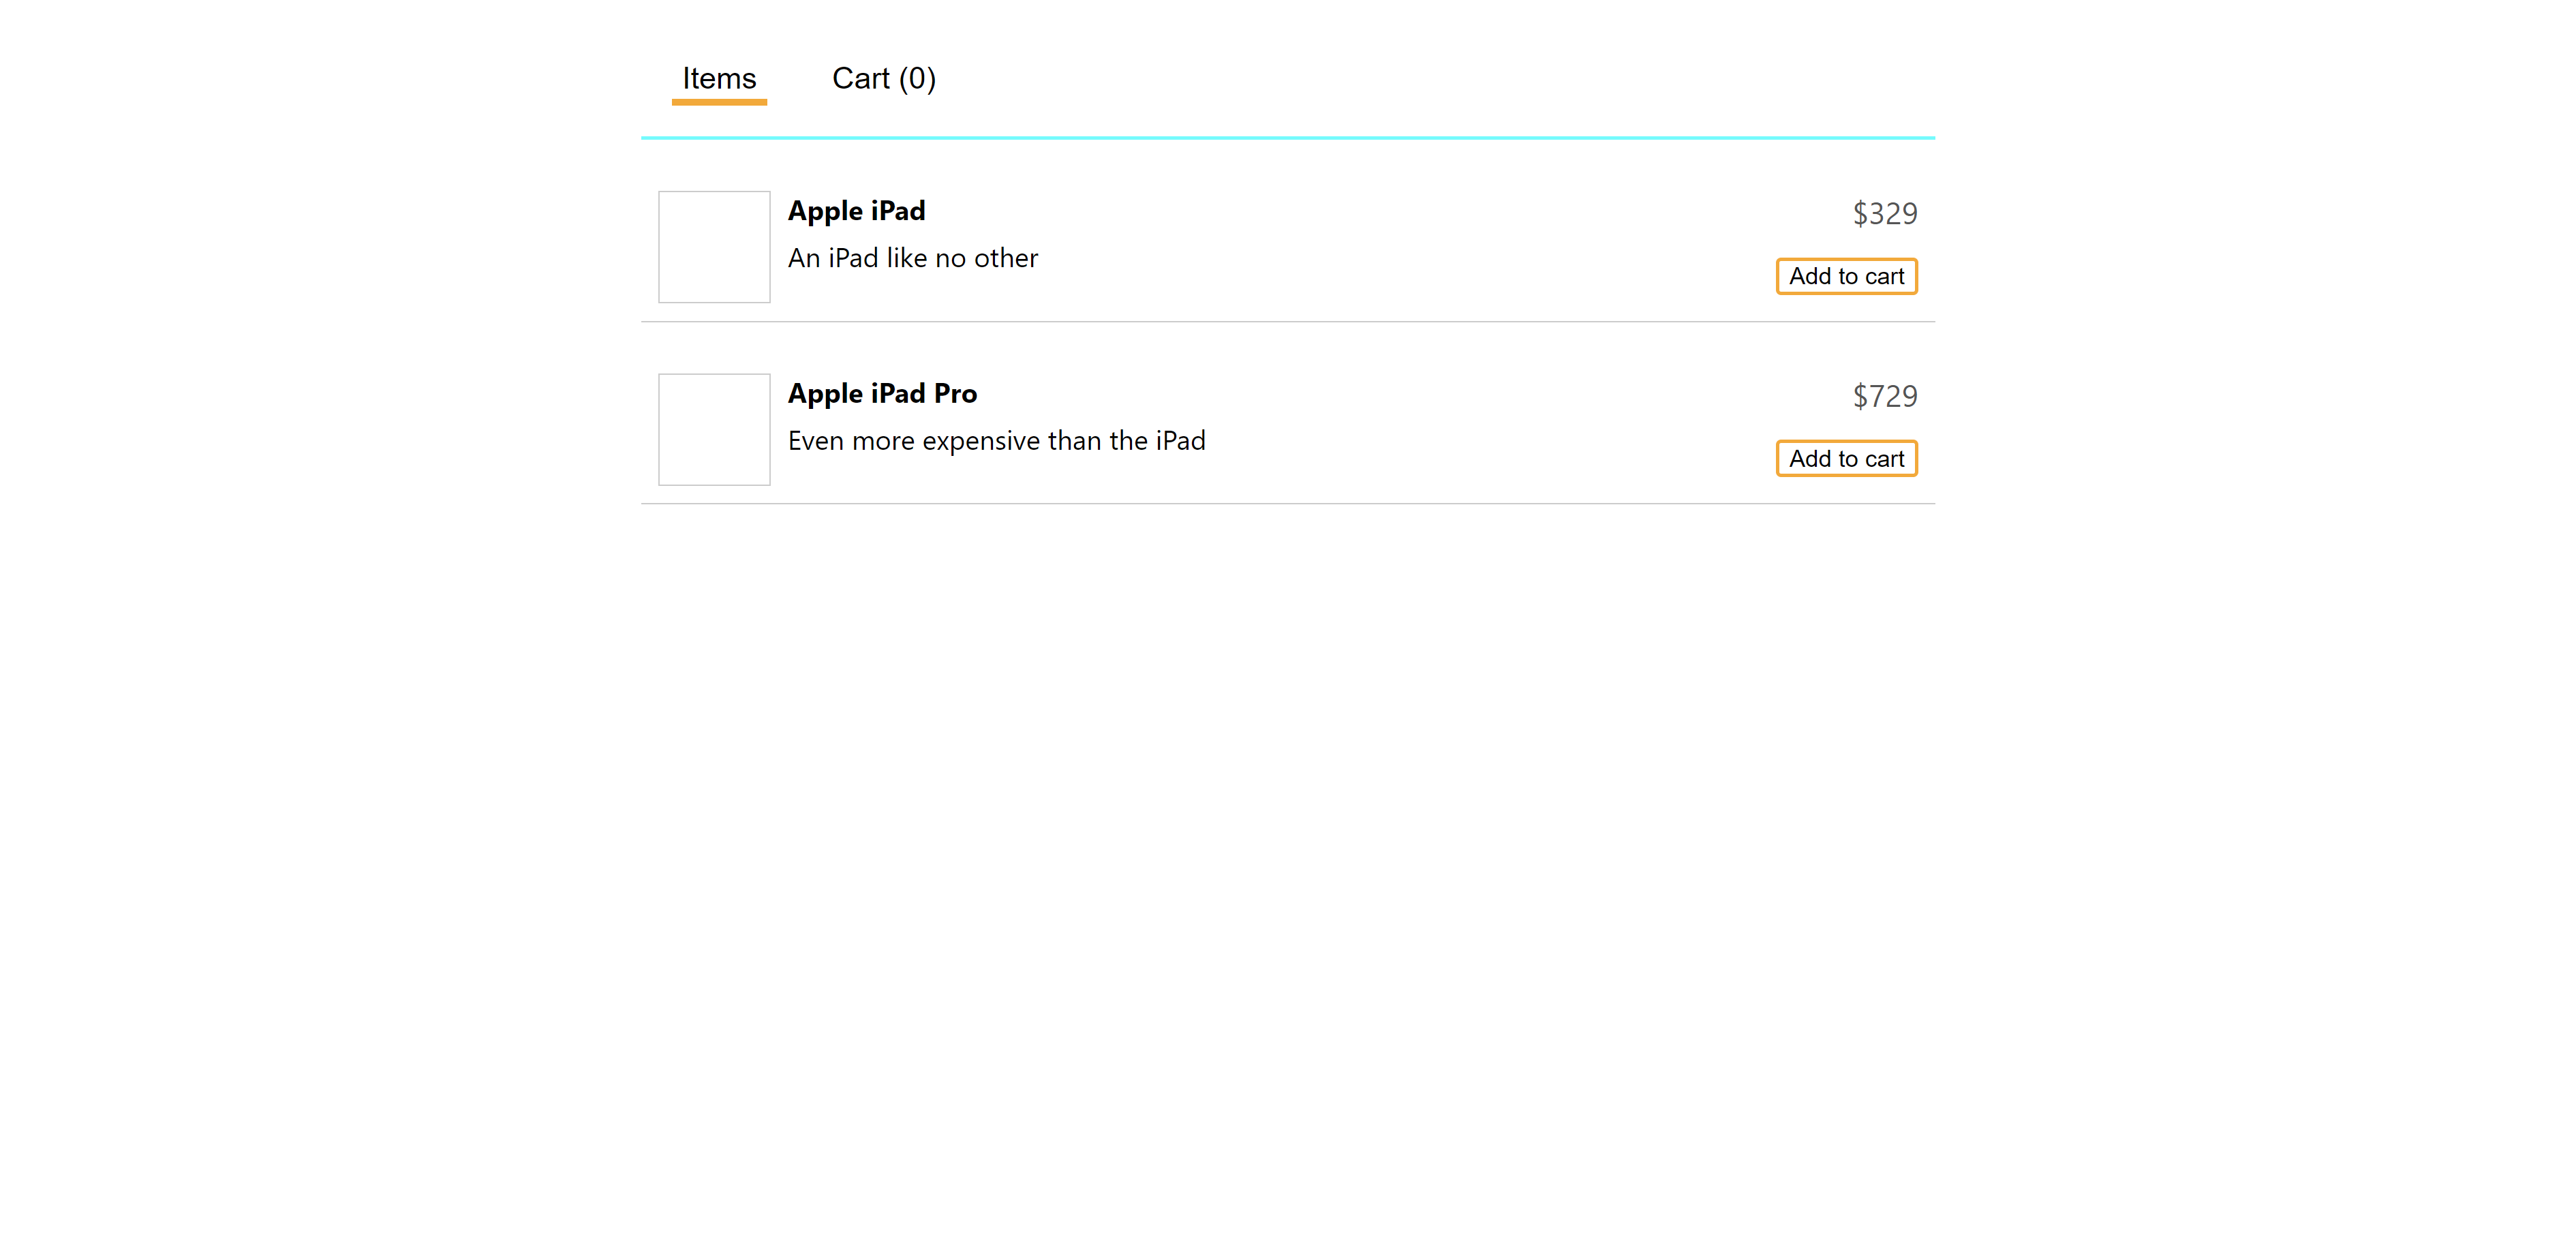 Items Cart (0)
Apple iPad $329
An iPad like no other
Add to cart
Apple iPad Pro $729
Even more expensive than the iPad
Add to cart